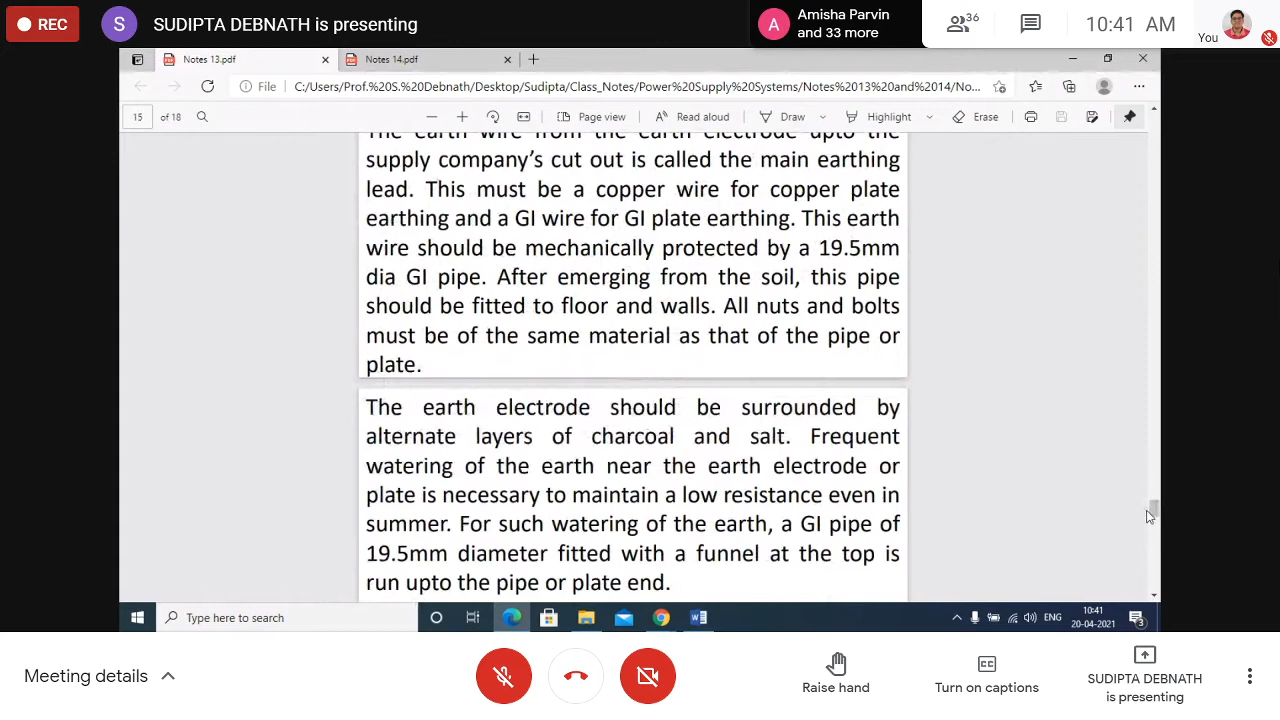 REC
S
SUDIPTA DEBNATH is presenting
A
Amisha Parvin
and 33 more
36
10:41 AM
You
Notes 13.pdf
Notes 14.pdf
File
C:/Users/Prof.%20S.%20Debnath/Desktop/Sudipta/Class_Notes/Power%20Supply%20Systems/Notes%2013%20and%2014/No...
15
of 18
Page view
Read aloud
Draw
Highlight
Erase
The earth wire from the earth electrode upto the
supply company's cut out is called the main earthing
lead. This must be a copper wire for copper plate
earthing and a GI wire for GI plate earthing. This earth
wire should be mechanically protected by a 19.5mm
dia GI pipe. After emerging from the soil, this pipe
should be fitted to floor and walls. All nuts and bolts
must be of the same material as that of the pipe or
plate.
The earth electrode should be surrounded by
alternate layers of charcoal and salt. Frequent
watering of the earth near the earth electrode or
plate is necessary to maintain a low resistance even in
summer. For such watering of the earth, a GI pipe of
19.5mm diameter fitted with a funnel at the top is
run upto the pipe or plate end.
Type here to search
ENG
10:41
20-04-2021
3
Meeting details
Raise hand
Turn on captions
SUDIPTA DEBNATH
is presenting